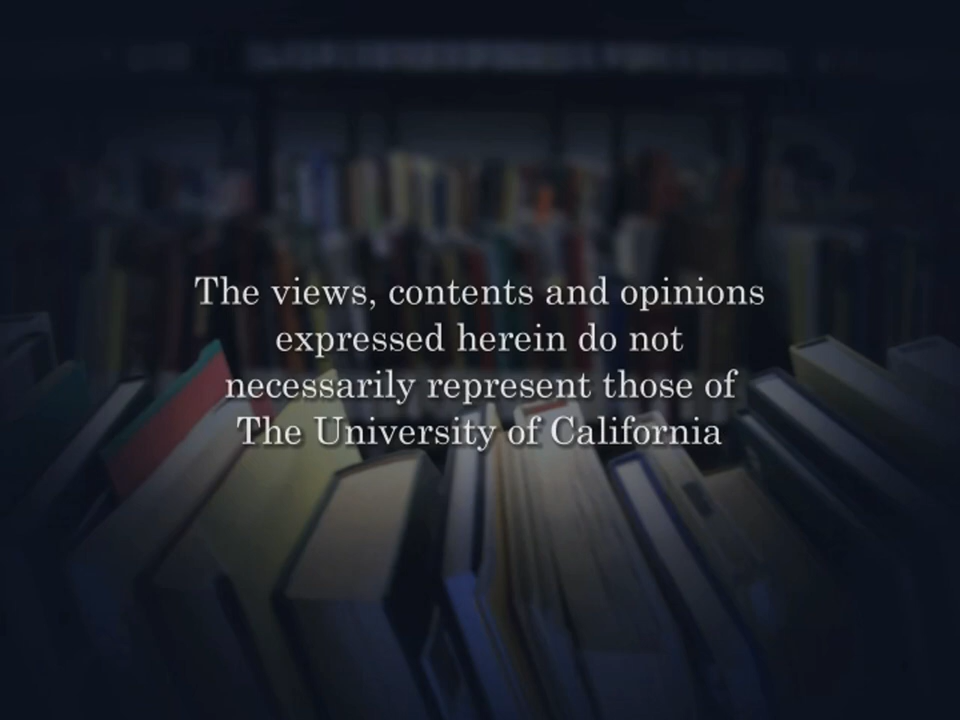 The views, contents and opinions
expressed herein do not
necessarily represent those of
The University of California